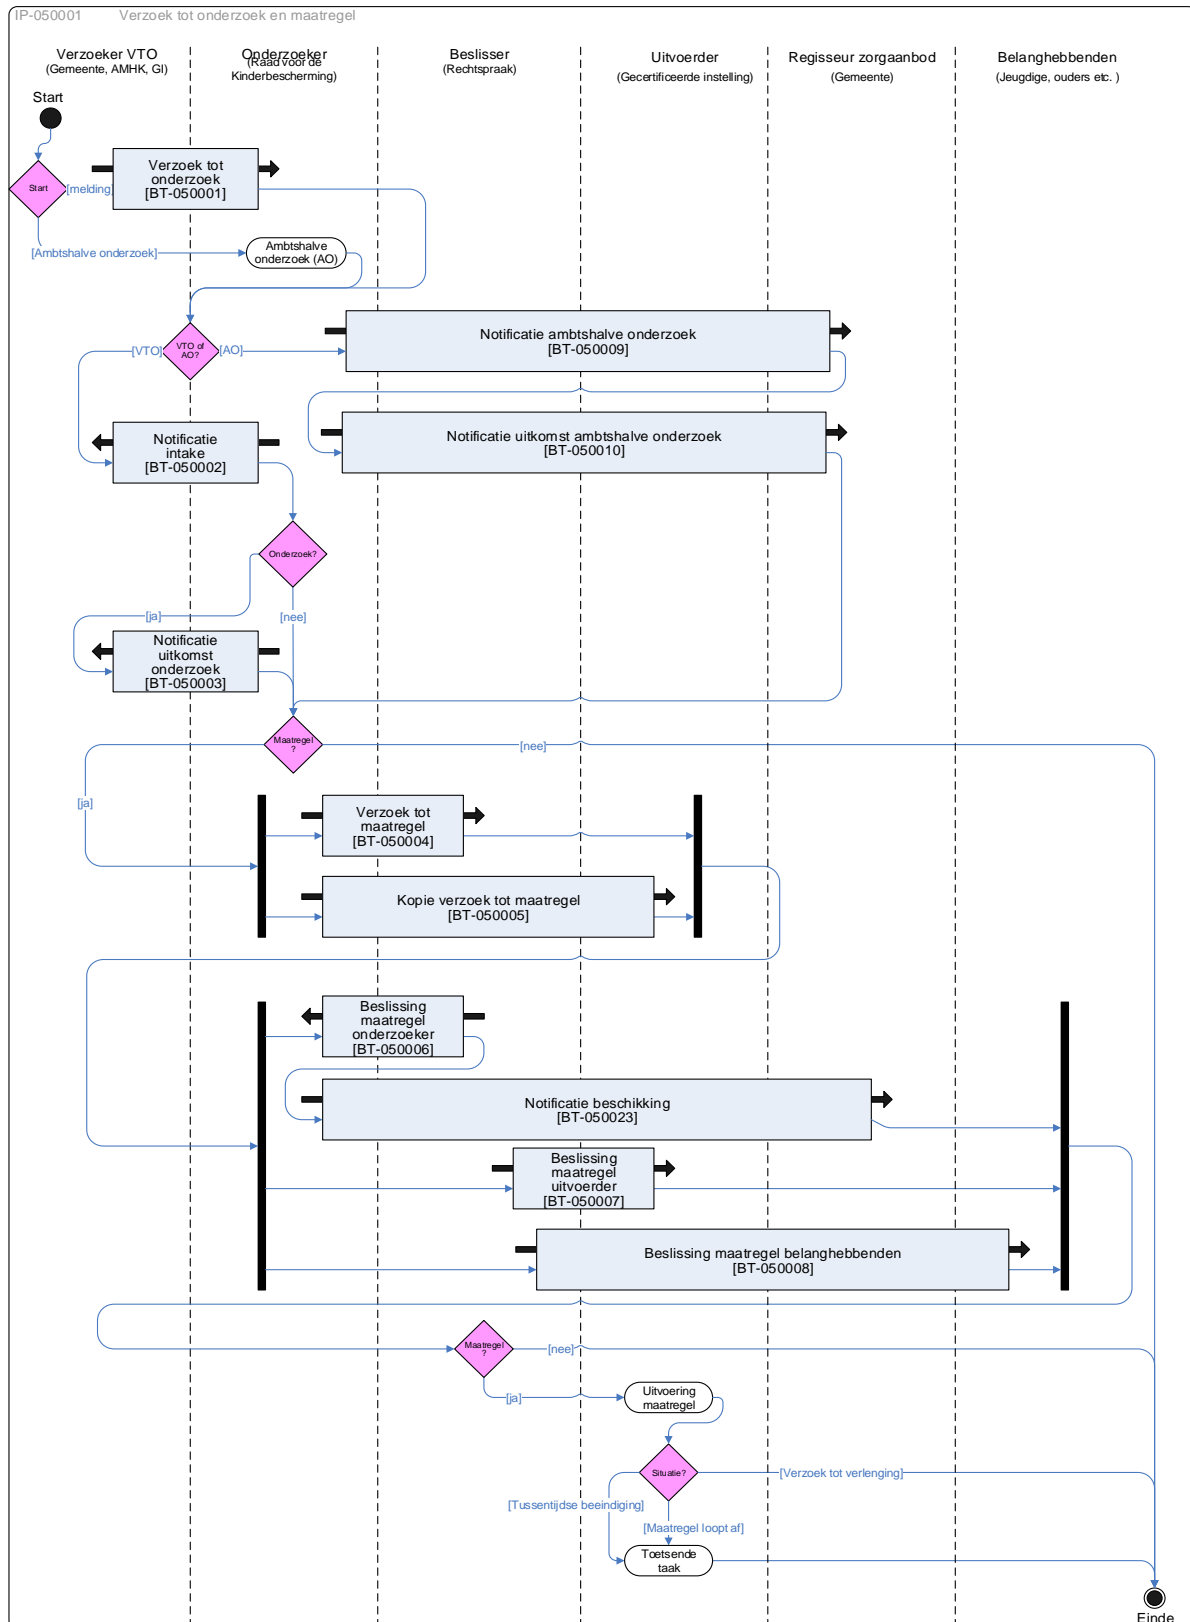 IP-050001 Verzoek tot onderzoek en maatregel
Verzoeker VTO
(Gemeente, AMHK, GI)
Onderzoeker
(Raad voor de
Kinderbescherming)
Beslisser
(Rechtspraak)
Uitvoerder
(Gecertificeerde instelling)
Regisseur zorgaanbod
(Gemeente)
Belanghebbenden
(Jeugdige, ouders etc. )
Start
Start
[melding]
Verzoek tot
onderzoek
[BT-050001]
[Ambtshalve onderzoek]
Ambtshalve
onderzoek (AO)
VTO of
AO?
[VTO]
[AO]
Notificatie ambtshalve onderzoek
[BT-050009]
Notificatie
intake
[BT-050002]
Notificatie uitkomst ambtshalve onderzoek
[BT-050010]
Onderzoek?
[ja]
[nee]
Notificatie
uitkomst
onderzoek
[BT-050003]
Maatregel
?
[nee]
[ja]
Verzoek tot
maatregel
[BT-050004]
Kopie verzoek tot maatregel
[BT-050005]
Beslissing
maatregel
onderzoeker
[BT-050006]
Notificatie beschikking
[BT-050023]
Beslissing
maatregel
uitvoerder
[BT-050007]
Beslissing maatregel belanghebbenden
[BT-050008]
Maatregel
?
[nee]
[ja]
Uitvoering
maatregel
Situatie?
[Verzoek tot verlenging]
[Tussentijdse beeindiging]
[Maatregel loopt af]
Toetsende
taak
Einde